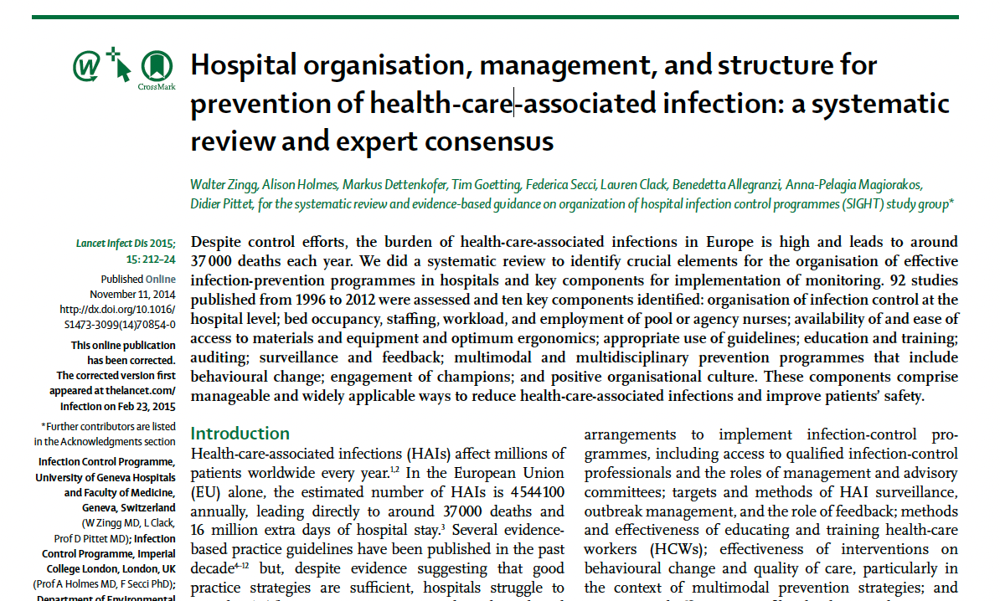 W
CrossMark
Hospital organisation, management, and structure for
prevention of health-care-associated infection: a systematic
review and expert consensus
Walter Zingg, Alison Holmes, Markus Dettenkofer, Tim Goetting, Federica Secci, Lauren Clack, Benedetta Allegranzi, Anna-Pelagia Magiorakos,
Didier Pittet, for the systematic review and evidence-based guidance on organization of hospital infection control programmes (SIGHT) study group*
Lancet Infect Dis 2015;
15: 212–24
Published Online
November 11, 2014
http://dx.doi.org/10.1016/
S1473-3099(14)70854-0
This online publication
has been corrected.
The corrected version first
appeared at thelancet.com/
infection on Feb 23, 2015
*Further contributors are listed
in the Acknowledgments section
Infection Control Programme,
University of Geneva Hospitals
and Faculty of Medicine,
Geneva, Switzerland
(W Zingg MD, L Clack,
Prof D Pittet MD); Infection
Control Programme, Imperial
College London, London, UK
(Prof A Holmes MD, F Secci PhD);
Department of Environmental
Despite control efforts, the burden of health-care-associated infections in Europe is high and leads to around
37 000 deaths each year. We did a systematic review to identify crucial elements for the organisation of effective
infection-prevention programmes in hospitals and key components for implementation of monitoring. 92 studies
published from 1996 to 2012 were assessed and ten key components identified: organisation of infection control at the
hospital level; bed occupancy, staffing, workload, and employment of pool or agency nurses; availability of and ease of
access to materials and equipment and optimum ergonomics; appropriate use of guidelines; education and training;
auditing; surveillance and feedback; multimodal and multidisciplinary prevention programmes that include
behavioural change; engagement of champions; and positive organisational culture. These components comprise
manageable and widely applicable ways to reduce health-care-associated infections and improve patients' safety.
Introduction
Health-care-associated infections (HAIs) affect millions of
patients worldwide every year.1,2 In the European Union
(EU) alone, the estimated number of HAIs is 4 544 100
annually, leading directly to around 37 000 deaths and
16 million extra days of hospital stay.3 Several evidence-
based practice guidelines have been published in the past
decade4–12 but, despite evidence suggesting that good
practice strategies are sufficient, hospitals struggle to
arrangements to implement infection-control pro-
grammes, including access to qualified infection-control
professionals and the roles of management and advisory
committees; targets and methods of HAI surveillance,
outbreak management, and the role of feedback; methods
and effectiveness of educating and training health-care
workers (HCWs); effectiveness of interventions on
behavioural change and quality of care, particularly in
the context of multimodal prevention strategies; and